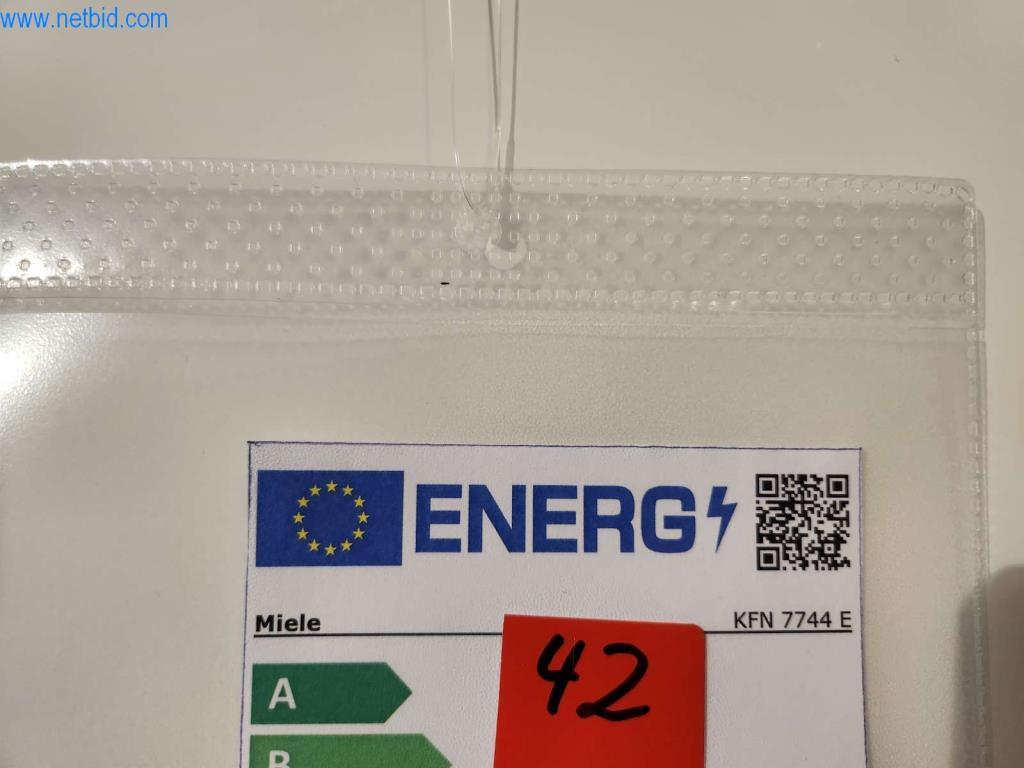 www.netbid.com
ENERG
Miele
KFN 7744 E
42
A
B